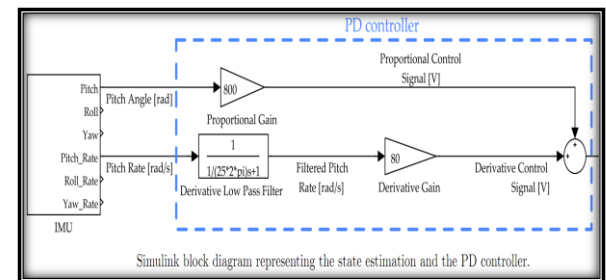 PD controller
Proportional Control
Signal [V]
Pitch
Pitch Angle [rad]
800
Roll
Proportional Gain
Yaw
1
Pitch_Rate
Pitch Rate [rad/s]
1/(25*2*pi)s+1
Filtered Pitch
Rate [rad/s]
80
Derivative Control
Signal [V]
Roll_Rate
Derivative Low Pass Filter
Derivative Gain
Yaw_Rate
IMU
+
+
Simulink block diagram representing the state estimation and the PD controller.